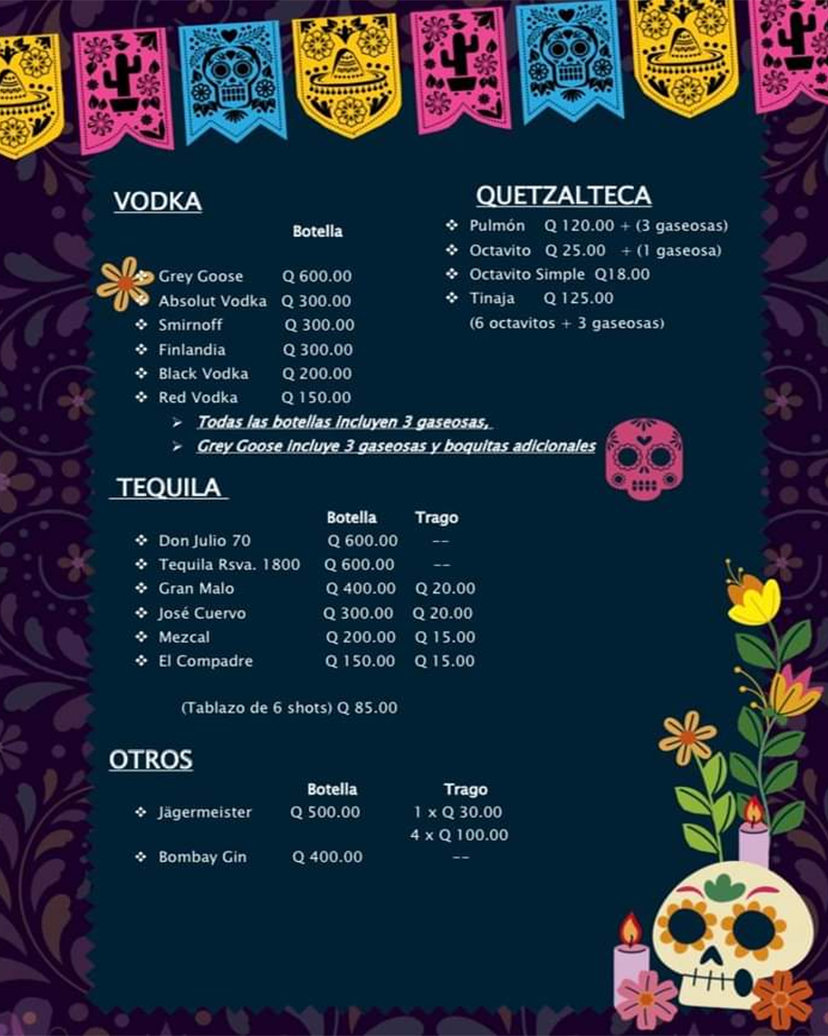 VODKA
Botella
❖ Grey Goose Q 600.00
❖ Absolut Vodka Q 300.00
❖ Smirnoff Q 300.00
❖ Finlandia Q 300.00
❖ Black Vodka Q 200.00
❖ Red Vodka Q 150.00
➢ Todas las botellas incluyen 3 gaseosas,
➢ Grey Goose incluye 3 gaseosas y boquitas adicionales
QUETZALTECA
❖ Pulmón Q 120.00 + (3 gaseosas)
❖ Octavito Q 25.00 + (1 gaseosa)
❖ Octavito Simple Q18.00
❖ Tinaja Q 125.00
(6 octavitos + 3 gaseosas)
TEQUILA
Botella Trago
❖ Don Julio 70 Q 600.00 --
❖ Tequila Rsva. 1800 Q 600.00 --
❖ Gran Malo Q 400.00 Q 20.00
❖ José Cuervo Q 300.00 Q 20.00
❖ Mezcal Q 200.00 Q 15.00
❖ El Compadre Q 150.00 Q 15.00
(Tablazo de 6 shots) Q 85.00
OTROS
Botella Trago
❖ Jägermeister Q 500.00 1 x Q 30.00
4 x Q 100.00
❖ Bombay Gin Q 400.00 --